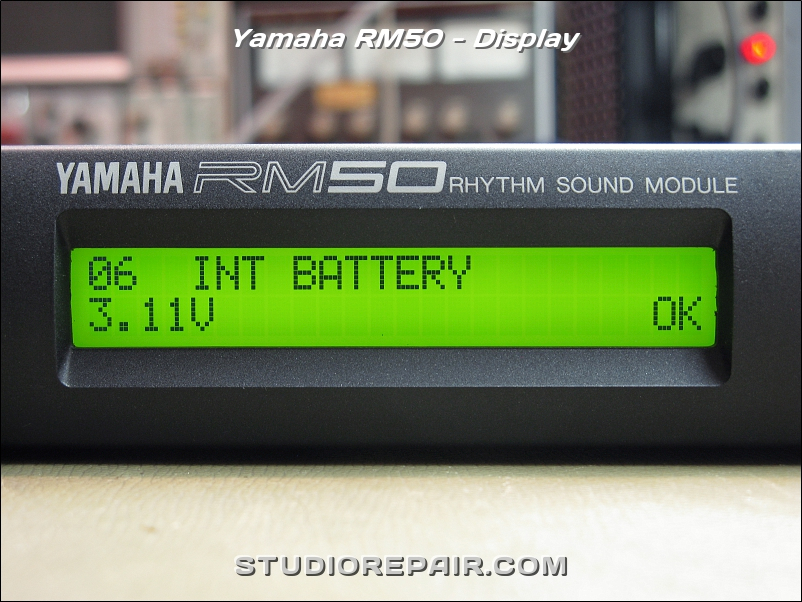 Yamaha RM50 - Display
YAMAHA RM50 RHYTHM SOUND MODULE
06 INT BATTERY
3.11V OK
STUDIOREPAIR.COM